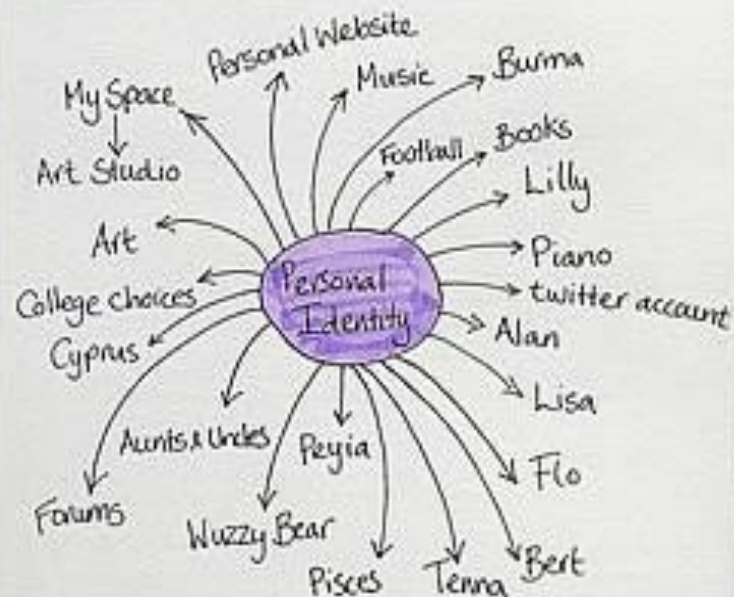 Personal Website
My Space
Music
Burma
Football
Books
Art Studio
Lilly
Art
Piano
Personal
Identity
College choices
twitter account
Cyprus
Alan
Lisa
Aunts & Uncles
Peyia
Flo
Forums
Wuzzy Bear
Pisces
Tenna
Bert